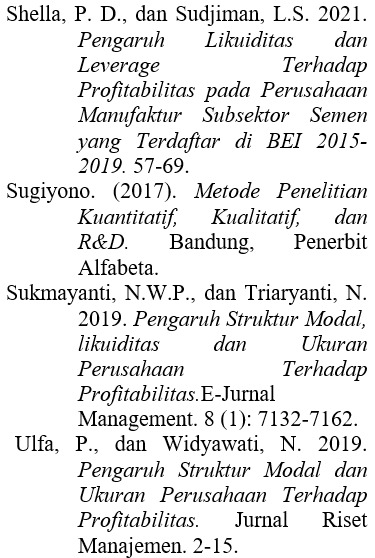 Shella, P. D., dan Sudjiman, L.S. 2021.
Pengaruh Likuiditas dan
Leverage Terhadap
Profitabilitas pada Perusahaan
Manufaktur Subsektor Semen
yang Terdaftar di BEI 2015-
2019. 57-69.
Sugiyono. (2017). Metode Penelitian
Kuantitatif, Kualitatif, dan
R&D. Bandung, Penerbit
Alfabeta.
Sukmayanti, N.W.P., dan Triaryanti, N.
2019. Pengaruh Struktur Modal,
likuiditas dan Ukuran
Perusahaan Terhadap
Profitabilitas.E-Jurnal
Management. 8 (1): 7132-7162.
Ulfa, P., dan Widyawati, N. 2019.
Pengaruh Struktur Modal dan
Ukuran Perusahaan Terhadap
Profitabilitas. Jurnal Riset
Manajemen. 2-15.